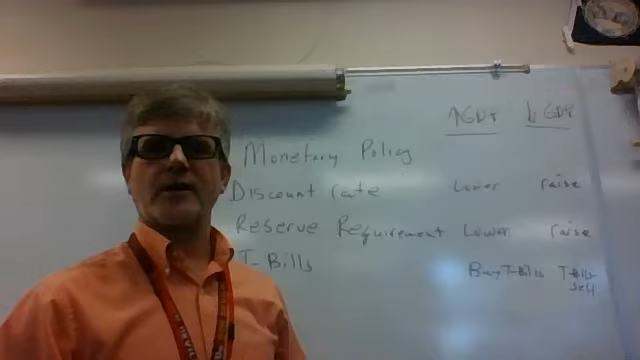 ↑GDP ↓GDP
Monetary Policy
Discount rate Lower raise
Reserve Requirement Lower raise
T-Bills Buy T-Bills T-Bills
sell